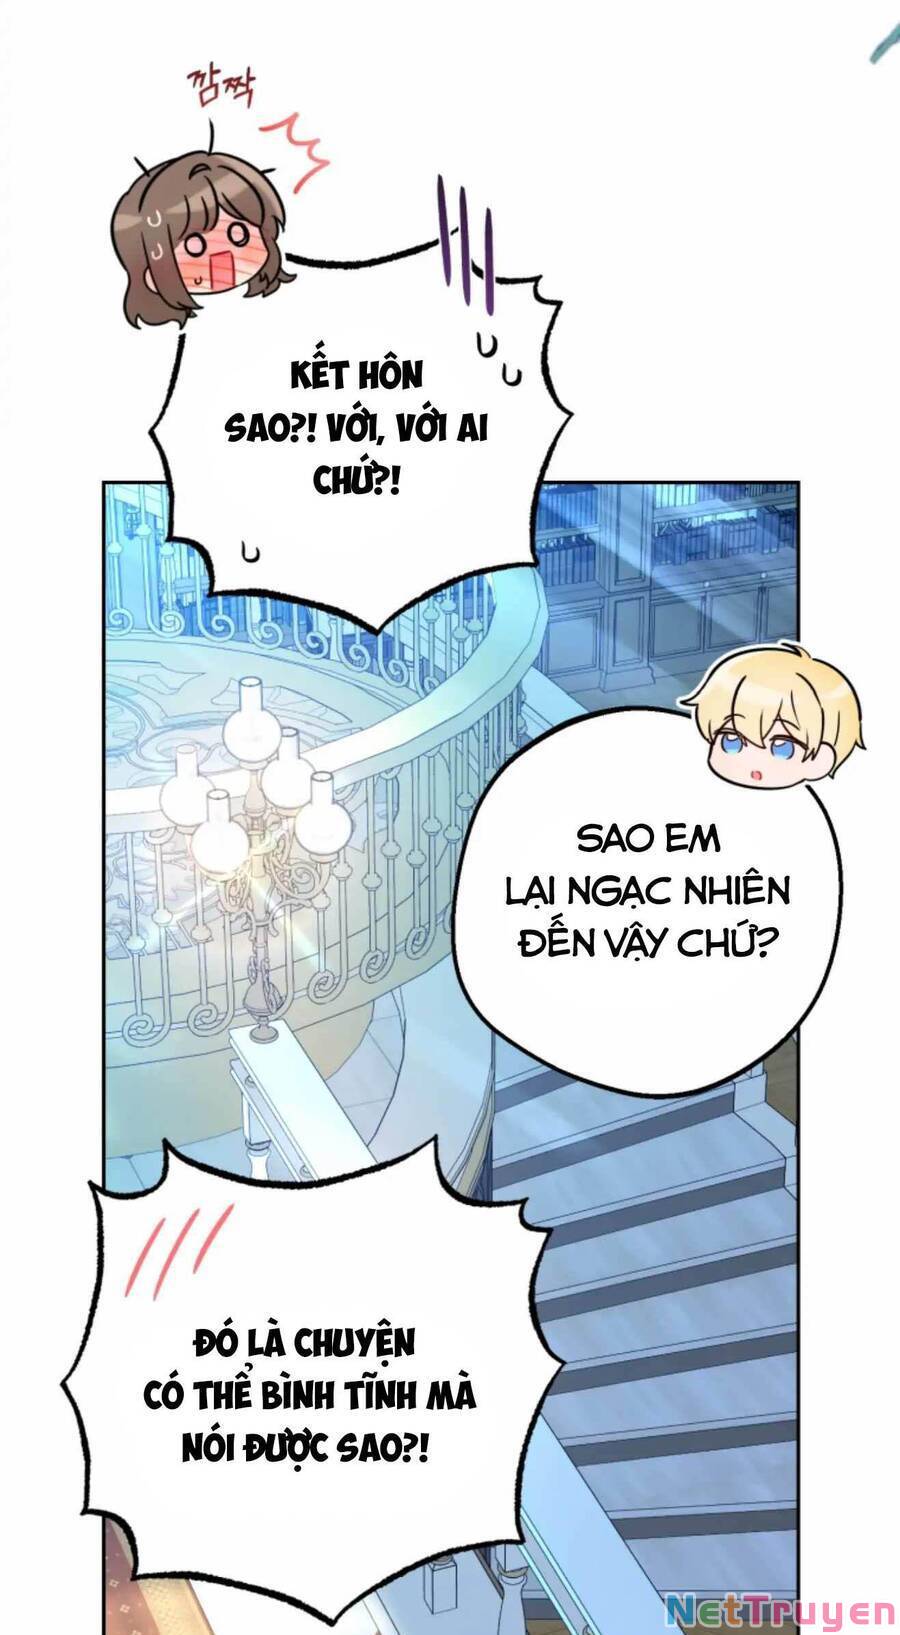 깜짝
KẾT HÔN
SAO?! VỚI, VỚI AI
CHỨ?!
SAO EM
LẠI NGẠC NHIÊN
ĐẾN VẬY CHỨ?
ĐÓ LÀ CHUYỆN
CÓ THỂ BÌNH TĨNH MÀ
NÓI ĐƯỢC SAO?!
NetTruyen